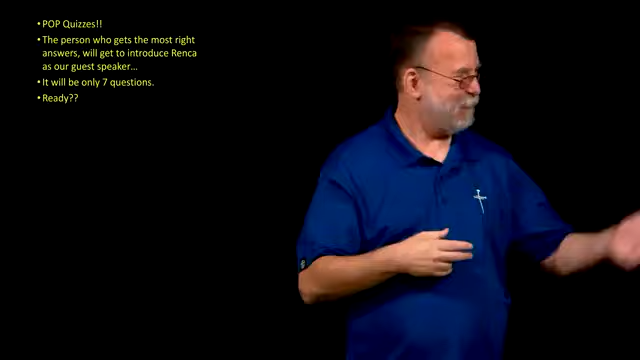 • POP Quizzes!!
• The person who gets the most right
answers, will get to introduce Renca
as our guest speaker...
• It will be only 7 questions.
• Ready??